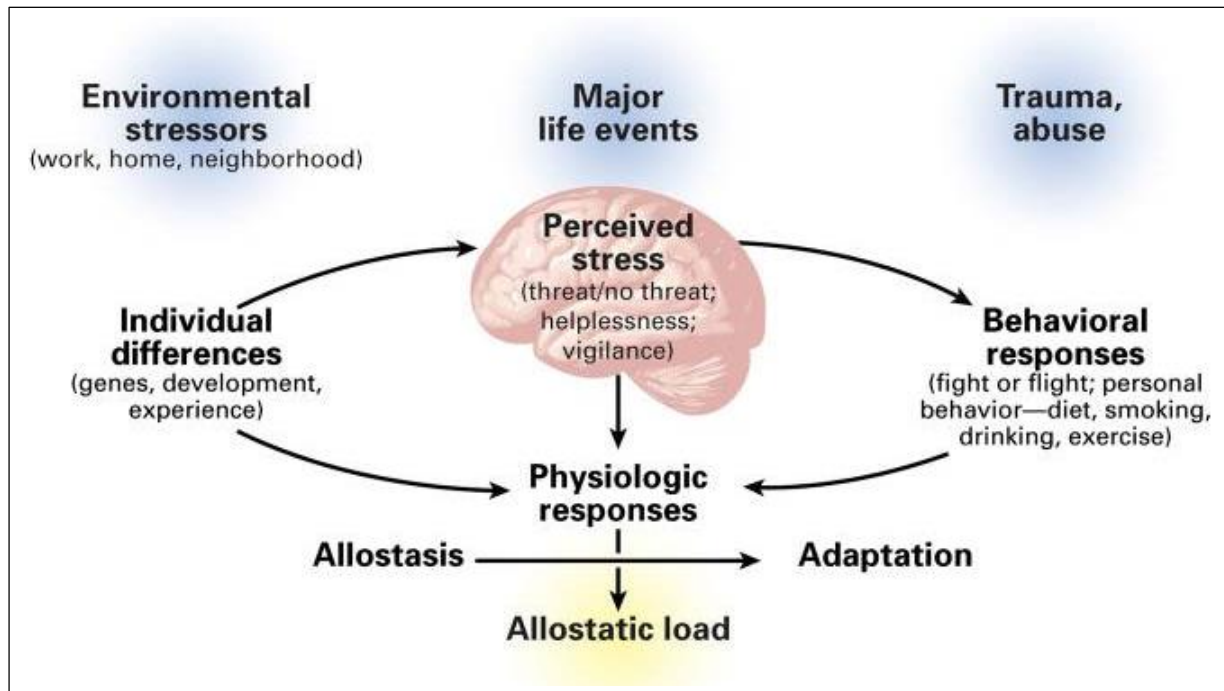 Environmental
stressors
(work, home, neighborhood)
Major
life events
Trauma,
abuse
Perceived
stress
(threat/no threat;
helplessness;
vigilance)
Individual
differences
(genes, development,
experience)
Behavioral
responses
(fight or flight; personal
behavior—diet, smoking,
drinking, exercise)
Physiologic
responses
Allostasis
Adaptation
Allostatic load